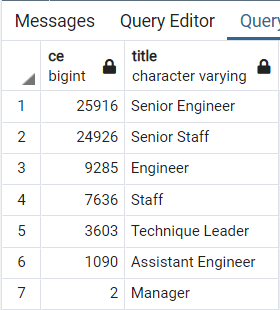 Messages Query Editor Query
ce title
bigint character varying
1 25916 Senior Engineer
2 24926 Senior Staff
3 9285 Engineer
4 7636 Staff
5 3603 Technique Leader
6 1090 Assistant Engineer
7 2 Manager